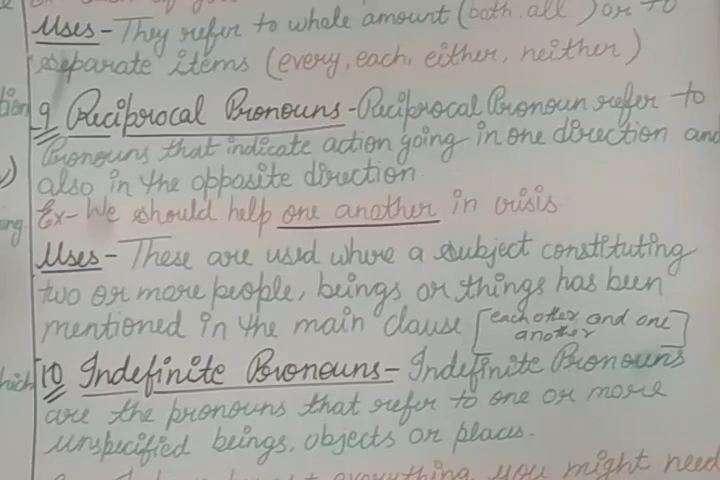 Uses - They refer to whole amount (both, all) or to
separate items (every, each, either, neither)
9 Reciprocal Pronouns - Reciprocal Pronoun refer to
Pronouns that indicate action going in one direction and
also in the opposite direction
Ex - We should help one another in crisis
Uses - These are used where a subject constituting
two or more people, beings or things has been
mentioned in the main clause [each other and one another]
10 Indefinite Pronouns - Indefinite Pronouns
are the pronouns that refer to one or more
unspecified beings, objects or places.
everything you might need